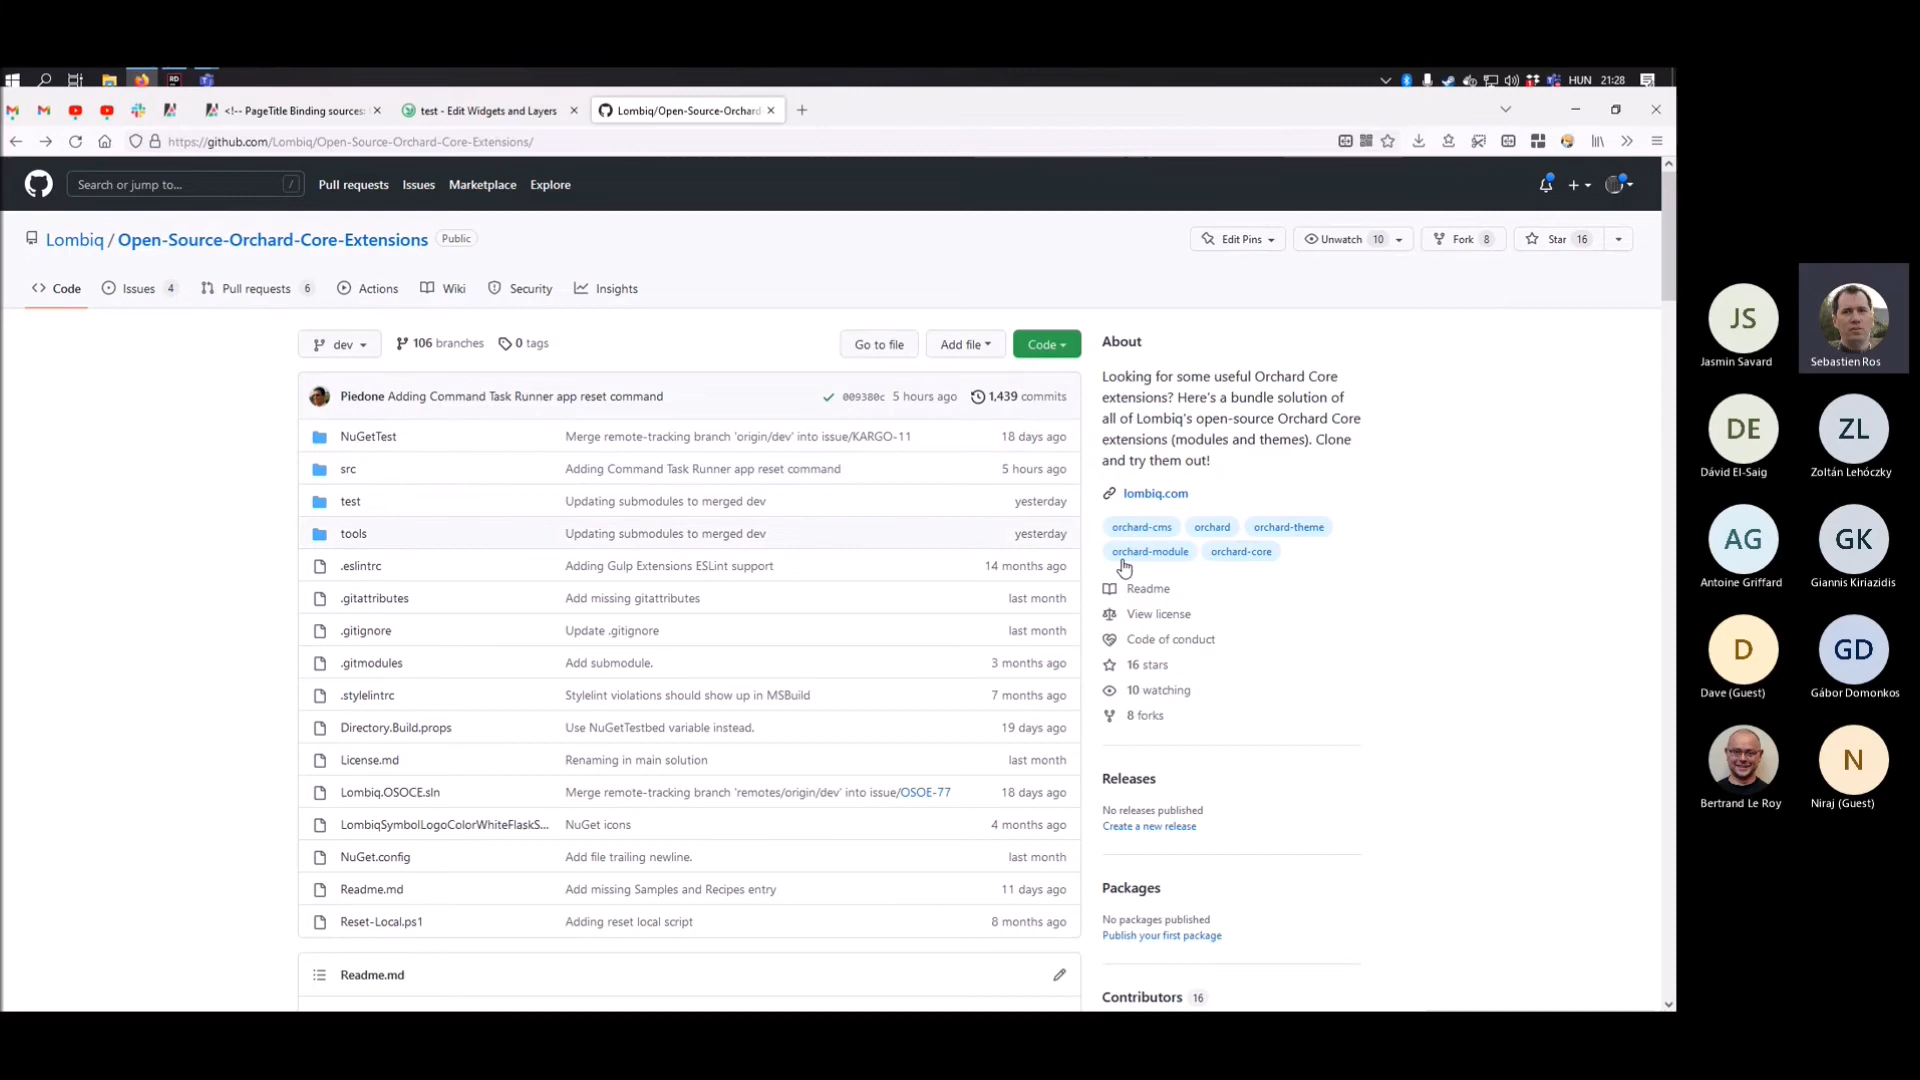 HUN 21:28
<!-- PageTitle Binding sources:
test - Edit Widgets and Layers
Lombiq/Open-Source-Orchard-
https://github.com/Lombiq/Open-Source-Orchard-Core-Extensions/
Search or jump to... /
Pull requests
Issues
Marketplace
Explore
Lombiq / Open-Source-Orchard-Core-Extensions Public
Edit Pins
Unwatch 10
Fork 8
Star 16
Code
Issues 4
Pull requests 6
Actions
Wiki
Security
Insights
dev
106 branches
0 tags
Go to file
Add file
Code
Piedone Adding Command Task Runner app reset command 009380c 5 hours ago 1,439 commits
NuGetTest Merge remote-tracking branch 'origin/dev' into issue/KARGO-11 18 days ago
src Adding Command Task Runner app reset command 5 hours ago
test Updating submodules to merged dev yesterday
tools Updating submodules to merged dev yesterday
.eslintrc Adding Gulp Extensions ESLint support 14 months ago
.gitattributes Add missing gitattributes last month
.gitignore Update .gitignore last month
.gitmodules Add submodule. 3 months ago
.stylelintrc Stylelint violations should show up in MSBuild 7 months ago
Directory.Build.props Use NuGetTestbed variable instead. 19 days ago
License.md Renaming in main solution last month
Lombiq.OSOCE.sln Merge remote-tracking branch 'remotes/origin/dev' into issue/OSOE-77 18 days ago
LombiqSymbolLogoColorWhiteFlaskS... NuGet icons 4 months ago
NuGet.config Add file trailing newline. last month
Readme.md Add missing Samples and Recipes entry 11 days ago
Reset-Local.ps1 Adding reset local script 8 months ago
Readme.md
About
Looking for some useful Orchard Core
extensions? Here's a bundle solution of
all of Lombiq's open-source Orchard Core
extensions (modules and themes). Clone
and try them out!
lombiq.com
orchard-cms orchard orchard-theme
orchard-module orchard-core
Readme
View license
Code of conduct
16 stars
10 watching
8 forks
Releases
No releases published
Create a new release
Packages
No packages published
Publish your first package
Contributors 16
JS
Jasmin Savard
Sebastien Ros
DE
Dávid El-Saig
ZL
Zoltán Lehóczky
AG
Antoine Griffard
GK
Giannis Kiriazidis
D
Dave (Guest)
GD
Gábor Domonkos
Bertrand Le Roy
N
Niraj (Guest)